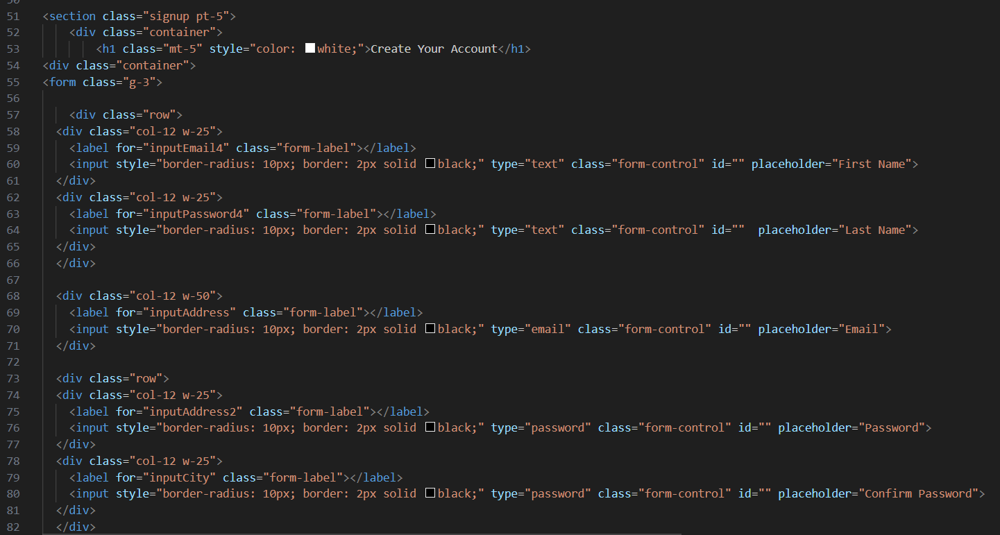 51 <section class="signup pt-5">
52 <div class="container">
53 <h1 class="mt-5" style="color: white;">Create Your Account</h1>
54 <div class="container">
55 <form class="g-3">
56
57 <div class="row">
58 <div class="col-12 w-25">
59 <label for="inputEmail4" class="form-label"></label>
60 <input style="border-radius: 10px; border: 2px solid black;" type="text" class="form-control" id="" placeholder="First Name">
61 </div>
62 <div class="col-12 w-25">
63 <label for="inputPassword4" class="form-label"></label>
64 <input style="border-radius: 10px; border: 2px solid black;" type="text" class="form-control" id=""  placeholder="Last Name">
65 </div>
66 </div>
67
68 <div class="col-12 w-50">
69 <label for="inputAddress" class="form-label"></label>
70 <input style="border-radius: 10px; border: 2px solid black;" type="email" class="form-control" id="" placeholder="Email">
71 </div>
72
73 <div class="row">
74 <div class="col-12 w-25">
75 <label for="inputAddress2" class="form-label"></label>
76 <input style="border-radius: 10px; border: 2px solid black;" type="password" class="form-control" id="" placeholder="Password">
77 </div>
78 <div class="col-12 w-25">
79 <label for="inputCity" class="form-label"></label>
80 <input style="border-radius: 10px; border: 2px solid black;" type="password" class="form-control" id="" placeholder="Confirm Password">
81 </div>
82 </div>